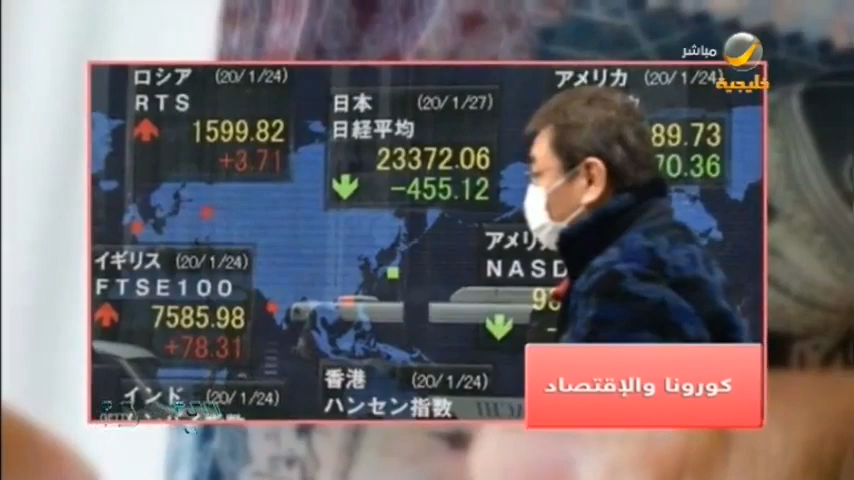 مباشر
خليجية
ロシア (20/1/24)
RTS
1599.82
+3.71
日本 (20/1/27)
日経平均
23372.06
-455.12
アメリカ (20/1/24)
89.73
70.36
イギリス (20/1/24)
FTSE100
7585.98
+78.31
アメリ
NASD
インド (20/1/24)
香港 (20/1/24)
ハンセン指数
كورونا والإقتصاد